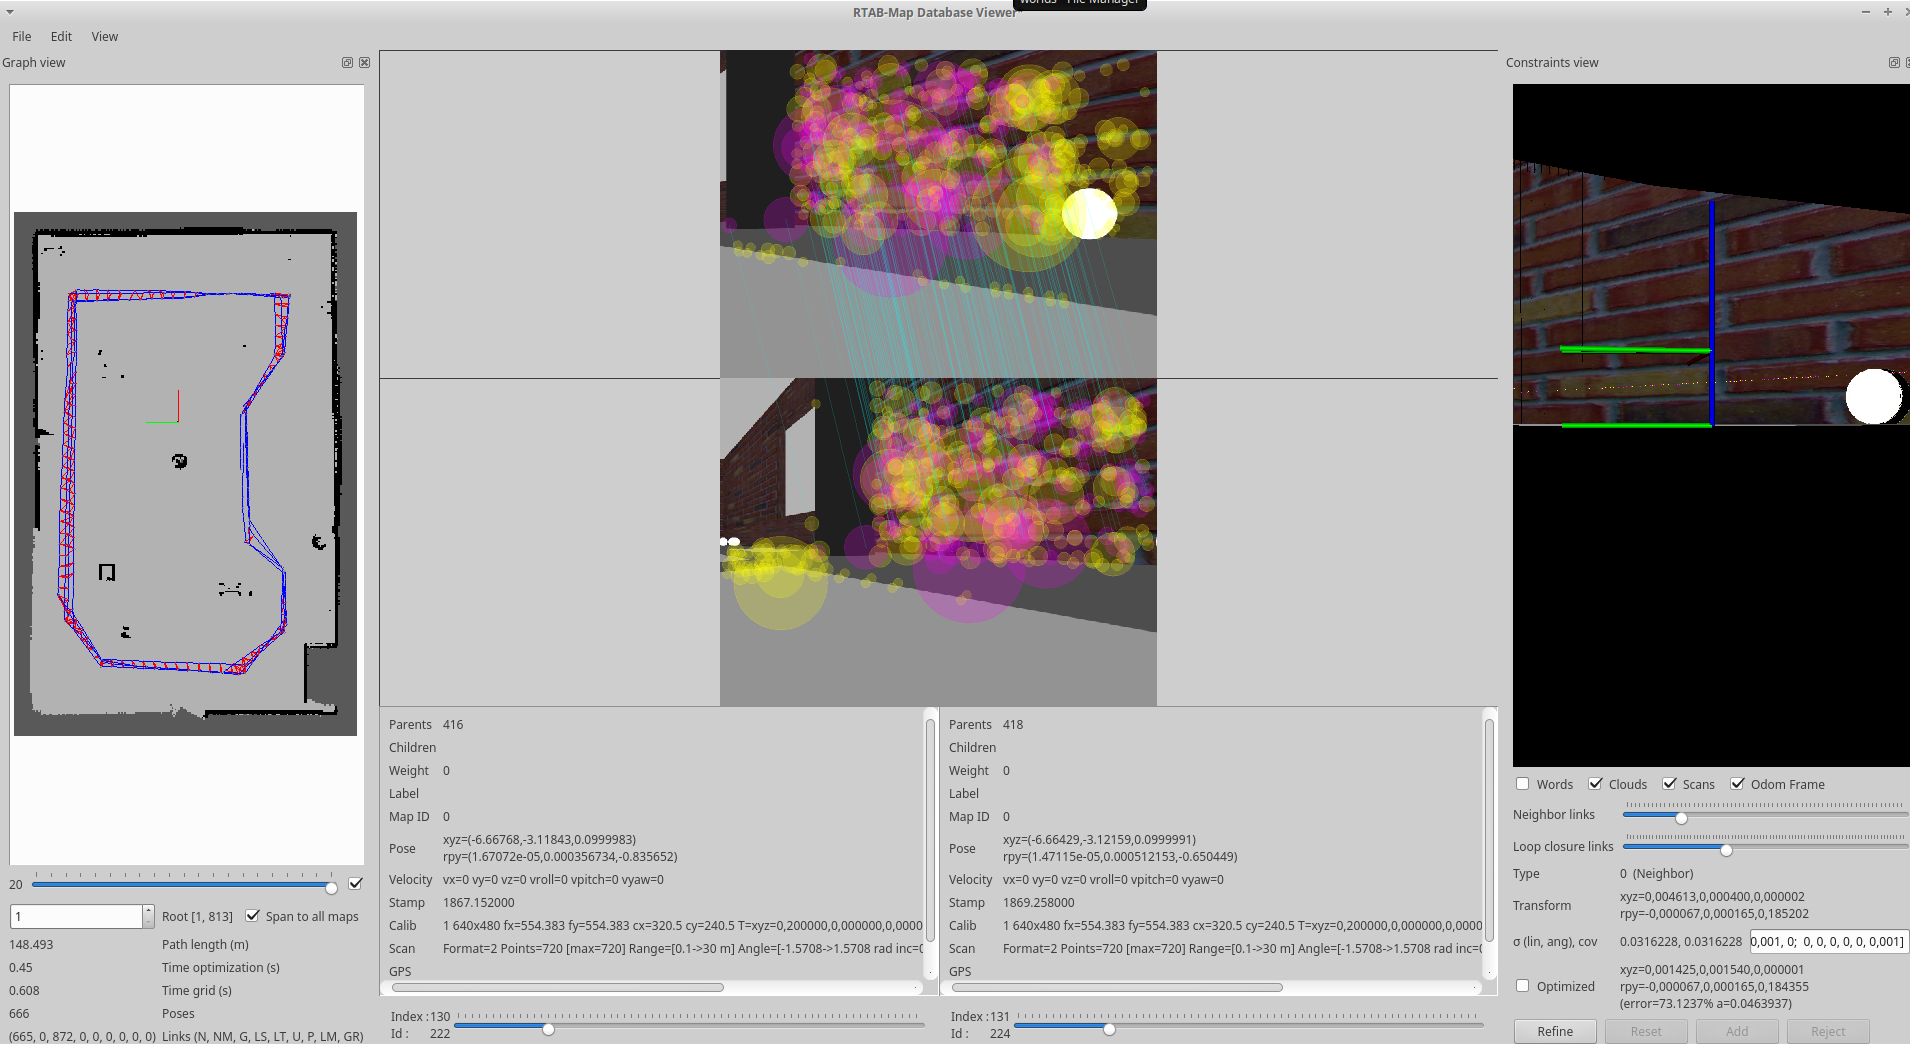 worlds - File Manager
RTAB-Map Database Viewer
File Edit View
Graph view
20
1 Root [1, 813] Span to all maps
148.493 Path length (m)
0.45 Time optimization (s)
0.608 Time grid (s)
666 Poses
(665, 0, 872, 0, 0, 0, 0, 0, 0) Links (N, NM, G, LS, LT, U, P, LM, GR)
Parents 416
Children
Weight 0
Label
Map ID 0
Pose xyz=(-6.66768,-3.11843,0.0999983)
rpy=(1.67072e-05,0.000356734,-0.835652)
Velocity vx=0 vy=0 vz=0 vroll=0 vpitch=0 vyaw=0
Stamp 1867.152000
Calib 1 640x480 fx=554.383 fy=554.383 cx=320.5 cy=240.5 T=xyz=0,200000,0,000000,0,0000
Scan Format=2 Points=720 [max=720] Range=[0.1->30 m] Angle=[-1.5708->1.5708 rad inc=0
GPS
Index : 130
Id : 222
Parents 418
Children
Weight 0
Label
Map ID 0
Pose xyz=(-6.66429,-3.12159,0.0999991)
rpy=(1.47115e-05,0.000512153,-0.650449)
Velocity vx=0 vy=0 vz=0 vroll=0 vpitch=0 vyaw=0
Stamp 1869.258000
Calib 1 640x480 fx=554.383 fy=554.383 cx=320.5 cy=240.5 T=xyz=0,200000,0,000000,0,0000
Scan Format=2 Points=720 [max=720] Range=[0.1->30 m] Angle=[-1.5708->1.5708 rad inc=0
GPS
Index : 131
Id : 224
Constraints view
Words Clouds Scans Odom Frame
Neighbor links
Loop closure links
Type 0 (Neighbor)
Transform xyz=0,004613,0,000400,0,000002
rpy=-0,000067,0,000165,0,185202
σ (lin, ang), cov 0.0316228, 0.0316228 0,001, 0; 0, 0, 0, 0, 0, 0,001]
Optimized xyz=0,001425,0,001540,0,000001
rpy=-0,000067,0,000165,0,184355
(error=73.1237% a=0.0463937)
Refine Reset Add Reject